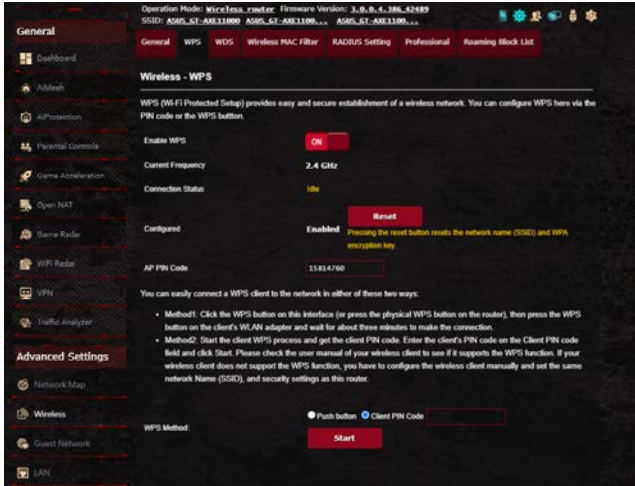 Operation Mode: Wireless router Firmware Version: 3.0.0.4.386_42489
SSID: ASUS_GT-AXE11000 ASUS_GT-AXE1100... ASUS_GT-AXE1100...
General
Dashboard
AiMesh
AiProtection
Parental Controls
Game Acceleration
Open NAT
Game Radar
WiFi Radar
VPN
Traffic Analyzer
Advanced Settings
Network Map
Wireless
Guest Network
LAN
General WPS WDS Wireless MAC Filter RADIUS Setting Professional Roaming Block List
Wireless - WPS
WPS (Wi-Fi Protected Setup) provides easy and secure establishment of a wireless network. You can configure WPS here via the
PIN code or the WPS buttton.
Enable WPS ON
Current Frequency 2.4 GHz
Connection Status Idle
Configured Enabled Reset
Pressing the reset button resets the network name (SSID) and WPA
encryption key.
AP PIN Code 15814760
You can easily connect a WPS client to the network in either of these two ways:
• Method1: Click the WPS button on this interface (or press the physical WPS button on the router), then press the WPS
button on the client's WLAN adapter and wait for about three minutes to make the connection.
• Method2: Start the client WPS process and get the client PIN code. Enter the client's PIN code on the Client PIN code
field and click Start. Please check the user manual of your wireless client to see if it supports the WPS function. If your
wireless client does not support the WPS function, you have to configure the wireless client manually and set the same
network Name (SSID), and security settings as this router.
WPS Method: Push button Client PIN Code
Start